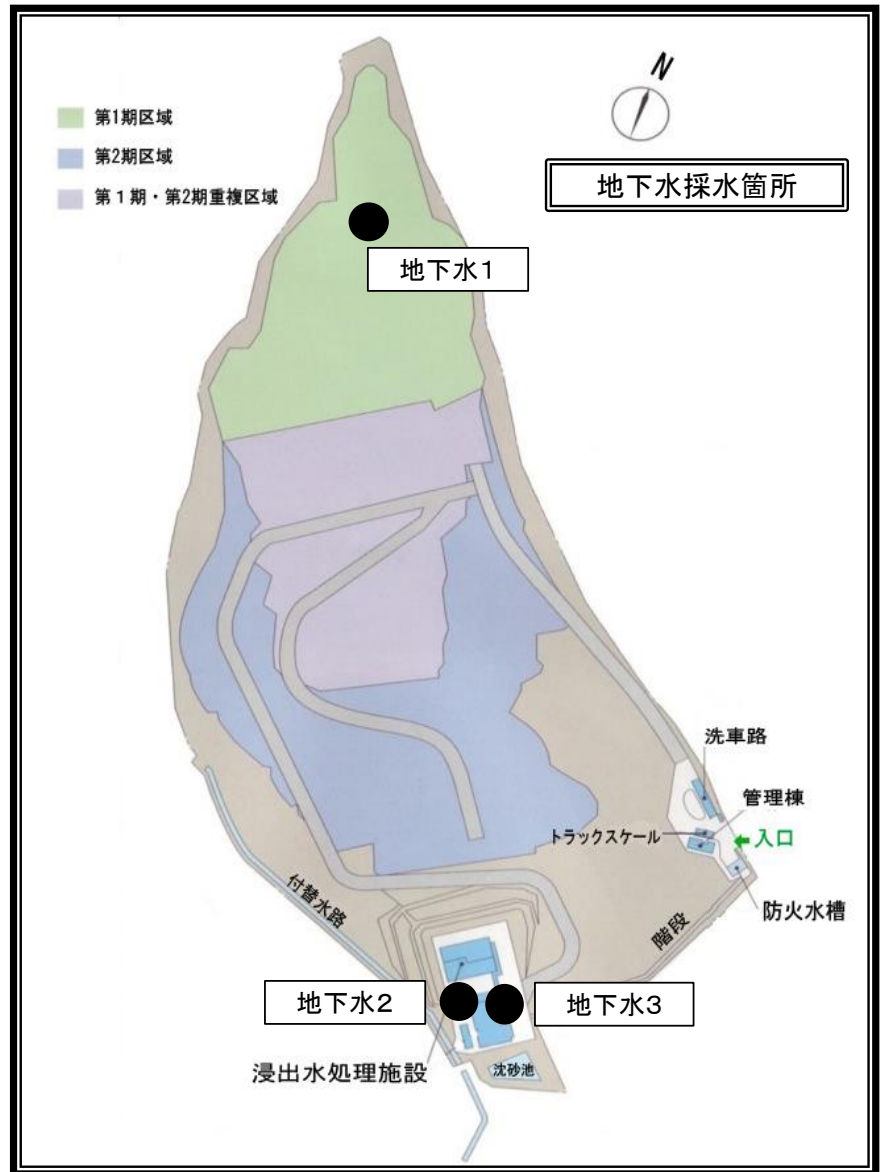 N
第1期区域
第2期区域
第１期・第2期重複区域
地下水採水箇所
地下水1
洗車路
管理棟
トラックスケール
入口
防火水槽
付替水路
階段
地下水２
地下水３
浸出水処理施設
沈砂池